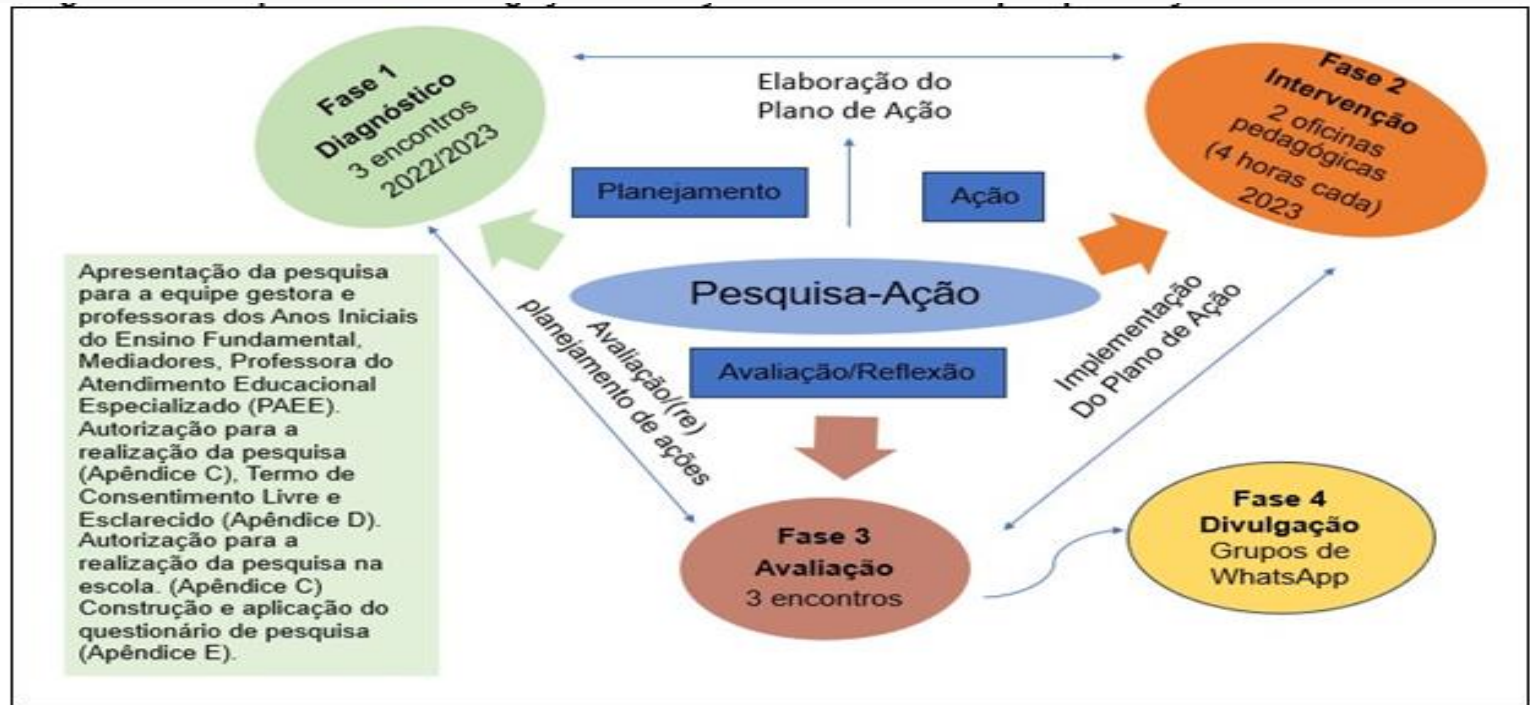 Fase 1
Diagnóstico
3 encontros
2022/2023
Elaboração do
Plano de Ação
Fase 2
Intervenção
2 oficinas
pedagógicas
(4 horas cada)
2023
Planejamento
Ação
Pesquisa-Ação
Avaliação/Reflexão
Avaliação/(re)
planejamento de ações
Implementação
Do Plano de Ação
Apresentação da pesquisa
para a equipe gestora e
professoras dos Anos Iniciais
do Ensino Fundamental,
Mediadores, Professora do
Atendimento Educacional
Especializado (PAEE).
Autorização para a
realização da pesquisa
(Apêndice C), Termo de
Consentimento Livre e
Esclarecido (Apêndice D).
Autorização para a
realização da pesquisa na
escola. (Apêndice C)
Construção e aplicação do
questionário de pesquisa
(Apêndice E).
Fase 3
Avaliação
3 encontros
Fase 4
Divulgação
Grupos de
WhatsApp